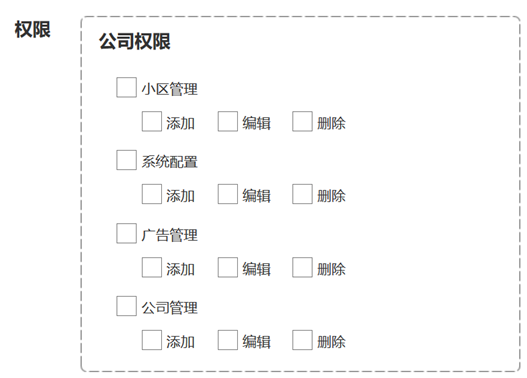 权限
公司权限
小区管理
添加 编辑 删除
系统配置
添加 编辑 删除
广告管理
添加 编辑 删除
公司管理
添加 编辑 删除